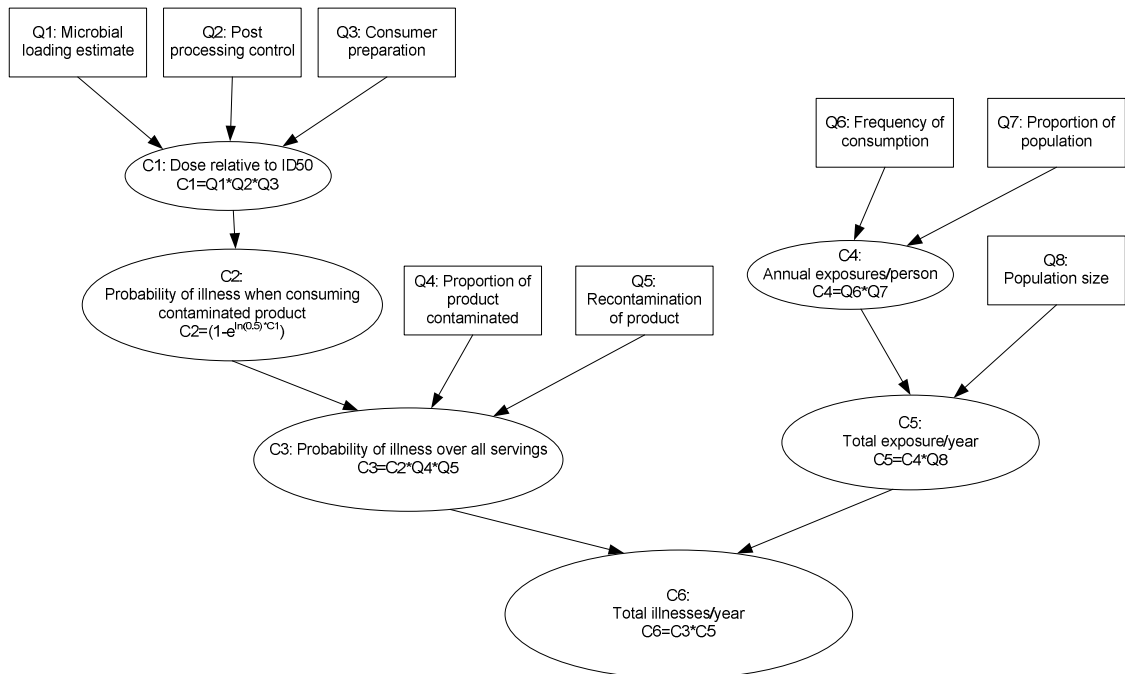 Q1: Microbial
loading estimate
Q2: Post
processing control
Q3: Consumer
preparation
Q6: Frequency of
consumption
Q7: Proportion of
population
C1: Dose relative to ID50
C1=Q1*Q2*Q3
C4:
Annual exposures/person
C4=Q6*Q7
Q8:
Population size
C2:
Probability of illness when consuming
contaminated product
C2=(1-e^ln(0.5)*C1)
Q4: Proportion of
product
contaminated
Q5:
Recontamination
of product
C3: Probability of illness over all servings
C3=C2*Q4*Q5
C5:
Total exposure/year
C5=C4*Q8
C6:
Total illnesses/year
C6=C3*C5